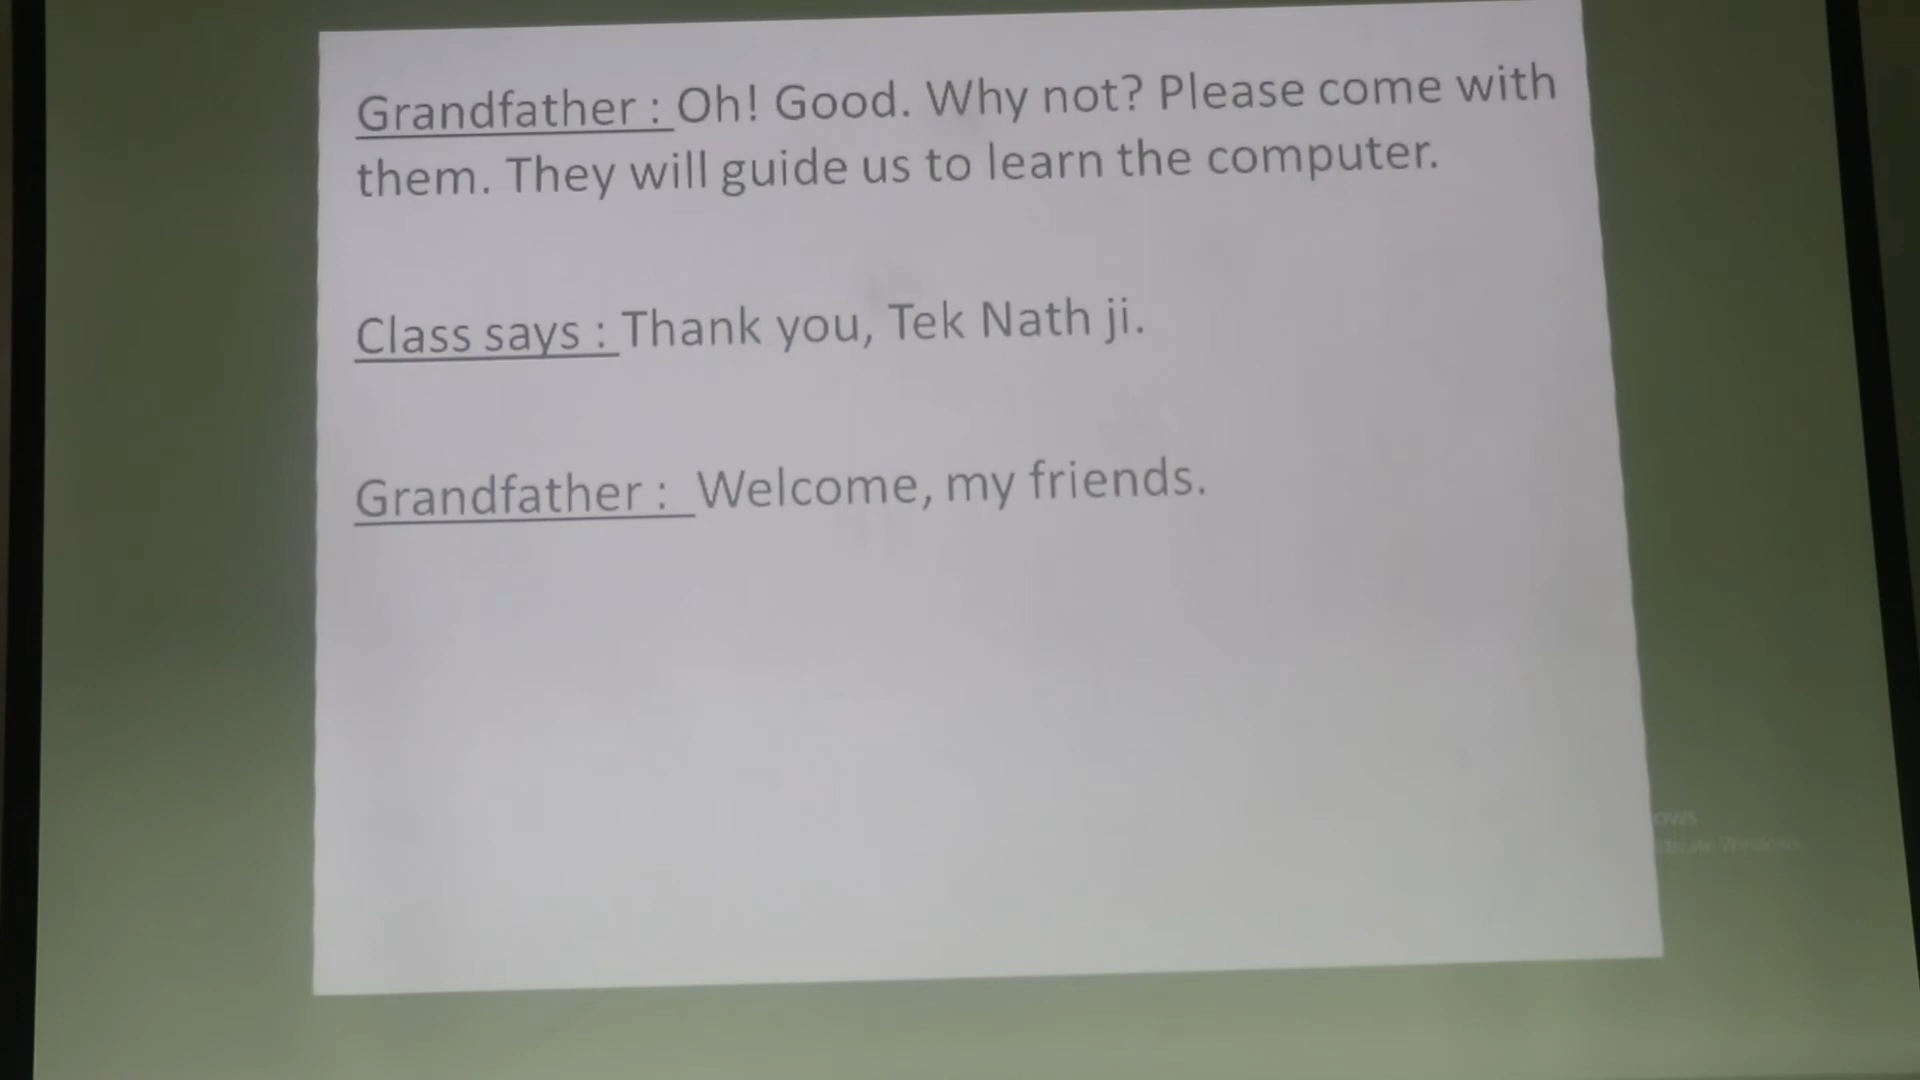 Grandfather : Oh! Good. Why not? Please come with
them. They will guide us to learn the computer.
Class says : Thank you, Tek Nath ji.
Grandfather : Welcome, my friends.